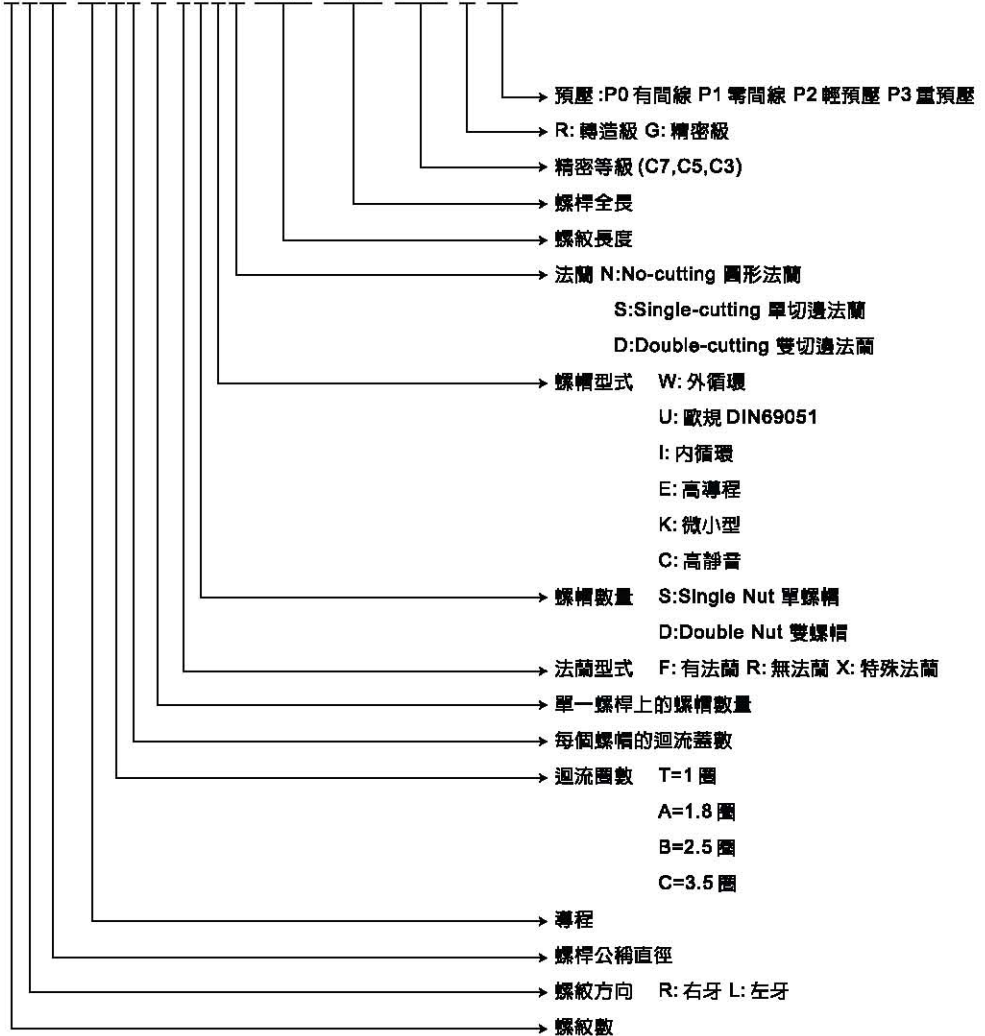 預壓 :P0 有間線 P1 零間線 P2 輕預壓 P3 重預壓
R: 轉造級 G: 精密級
精密等級 (C7,C5,C3)
螺桿全長
螺紋長度
法蘭 N:No-cutting 圓形法蘭
S:Single-cutting 單切邊法蘭
D:Double-cutting 雙切邊法蘭
螺帽型式 W: 外循環
U: 歐規 DIN69051
I: 內循環
E: 高導程
K: 微小型
C: 高靜音
螺帽數量 S:Single Nut 單螺帽
D:Double Nut 雙螺帽
法蘭型式 F: 有法蘭 R: 無法蘭 X: 特殊法蘭
單一螺桿上的螺帽數量
每個螺帽的迴流蓋數
迴流圈數 T=1 圈
A=1.8 圈
B=2.5 圈
C=3.5 圈
導程
螺桿公稱直徑
螺紋方向 R: 右牙 L: 左牙
螺紋數